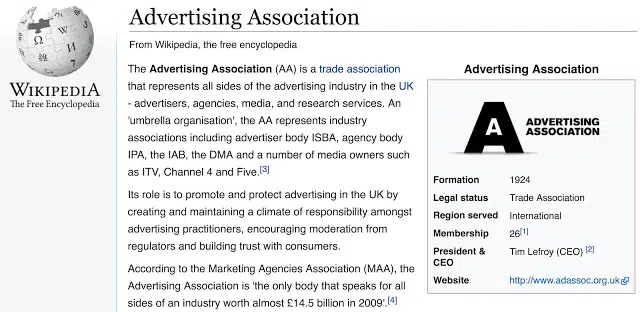 WIKIPEDIA
The Free Encyclopedia
Advertising Association
From Wikipedia, the free encyclopedia
The Advertising Association (AA) is a trade association
that represents all sides of the advertising industry in the UK
- advertisers, agencies, media, and research services. An
'umbrella organisation', the AA represents industry
associations including advertiser body ISBA, agency body
IPA, the IAB, the DMA and a number of media owners such
as ITV, Channel 4 and Five.[3]
Its role is to promote and protect advertising in the UK by
creating and maintaining a climate of responsibility amongst
advertising practitioners, encouraging moderation from
regulators and building trust with consumers.
According to the Marketing Agencies Association (MAA), the
Advertising Association is 'the only body that speaks for all
sides of an industry worth almost £14.5 billion in 2009'.[4]
Advertising Association
A ADVERTISING
ASSOCIATION
Formation 1924
Legal status Trade Association
Region served International
Membership 26[1]
President & Tim Lefroy (CEO) [2]
CEO
Website http://www.adassoc.org.uk